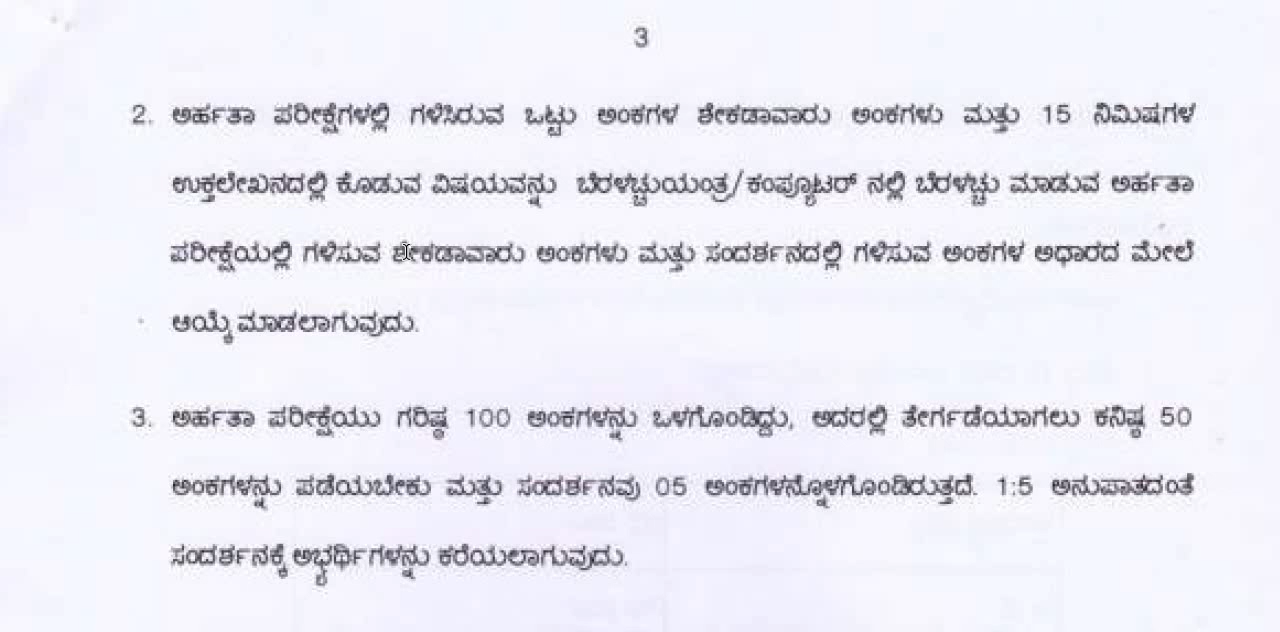 3
2. ಅರ್ಹತಾ ಪರೀಕ್ಷೆಗಳಲ್ಲಿ ಗಳಿಸಿರುವ ಒಟ್ಟು ಅಂಕಗಳ ಶೇಕಡಾವಾರು ಅಂಕಗಳು ಮತ್ತು 15 ನಿಮಿಷಗಳ
ಉಕ್ತಲೇಖನದಲ್ಲಿ ಕೊಡುವ ವಿಷಯವನ್ನು ಬೆರಳಚ್ಚುಯಂತ್ರ/ಕಂಪ್ಯೂಟರ್ ನಲ್ಲಿ ಬೆರಳಚ್ಚು ಮಾಡುವ ಅರ್ಹತಾ
ಪರೀಕ್ಷೆಯಲ್ಲಿ ಗಳಿಸುವ ಶೇಕಡಾವಾರು ಅಂಕಗಳು ಮತ್ತು ಸಂದರ್ಶನದಲ್ಲಿ ಗಳಿಸುವ ಅಂಕಗಳ ಅಧಾರದ ಮೇಲೆ
ಆಯ್ಕೆ ಮಾಡಲಾಗುವುದು.
3. ಅರ್ಹತಾ ಪರೀಕ್ಷೆಯು ಗರಿಷ್ಠ 100 ಅಂಕಗಳನ್ನು ಒಳಗೊಂಡಿದ್ದು, ಅದರಲ್ಲಿ ತೇರ್ಗಡೆಯಾಗಲು ಕನಿಷ್ಠ 50
ಅಂಕಗಳನ್ನು ಪಡೆಯಬೇಕು ಮತ್ತು ಸಂದರ್ಶನವು 05 ಅಂಕಗಳನ್ನೊಳಗೊಂಡಿರುತ್ತದೆ. 1:5 ಅನುಪಾತದಂತೆ
ಸಂದರ್ಶನಕ್ಕೆ ಅಭ್ಯರ್ಥಿಗಳನ್ನು ಕರೆಯಲಾಗುವುದು.